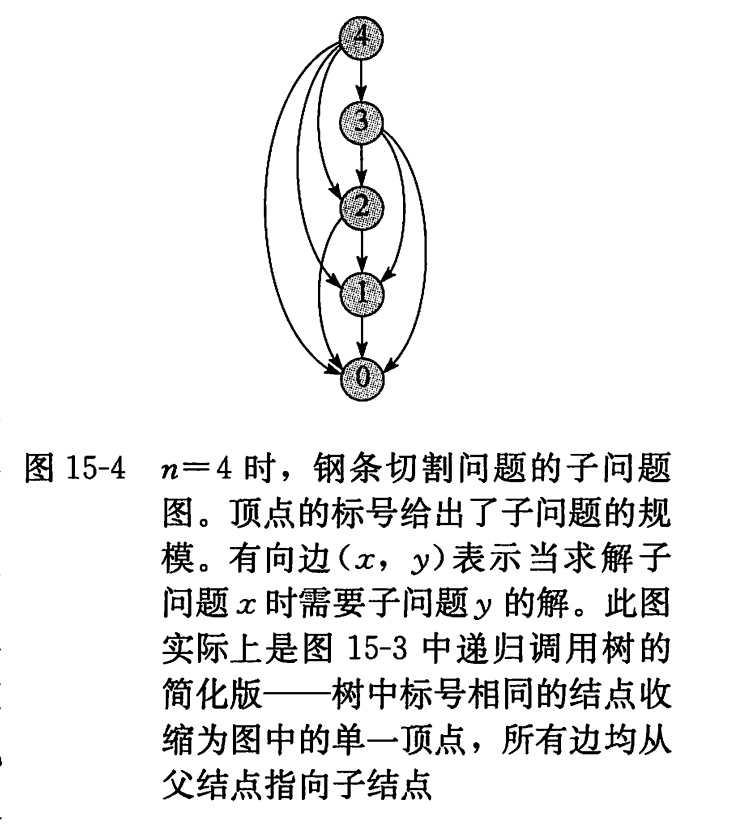 4
3
2
1
0
图 15-4 n=4 时，钢条切割问题的子问题
图。顶点的标号给出了子问题的规
模。有向边(x，y)表示当求解子
问题 x 时需要子问题 y 的解。此图
实际上是图 15-3 中递归调用树的
简化版——树中标号相同的结点收
缩为图中的单一顶点，所有边均从
父结点指向子结点